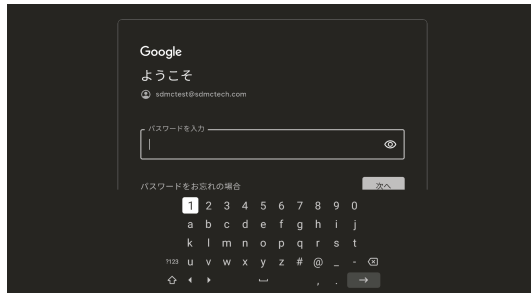 Google
ようこそ
sdmctest@sdmctech.com
パスワードを入力
パスワードをお忘れの場合
次へ
1 2 3 4 5 6 7 8 9 0
a b c d e f g h i j
k l m n o p q r s t
?123 u v w x y z # @ _ -
, .